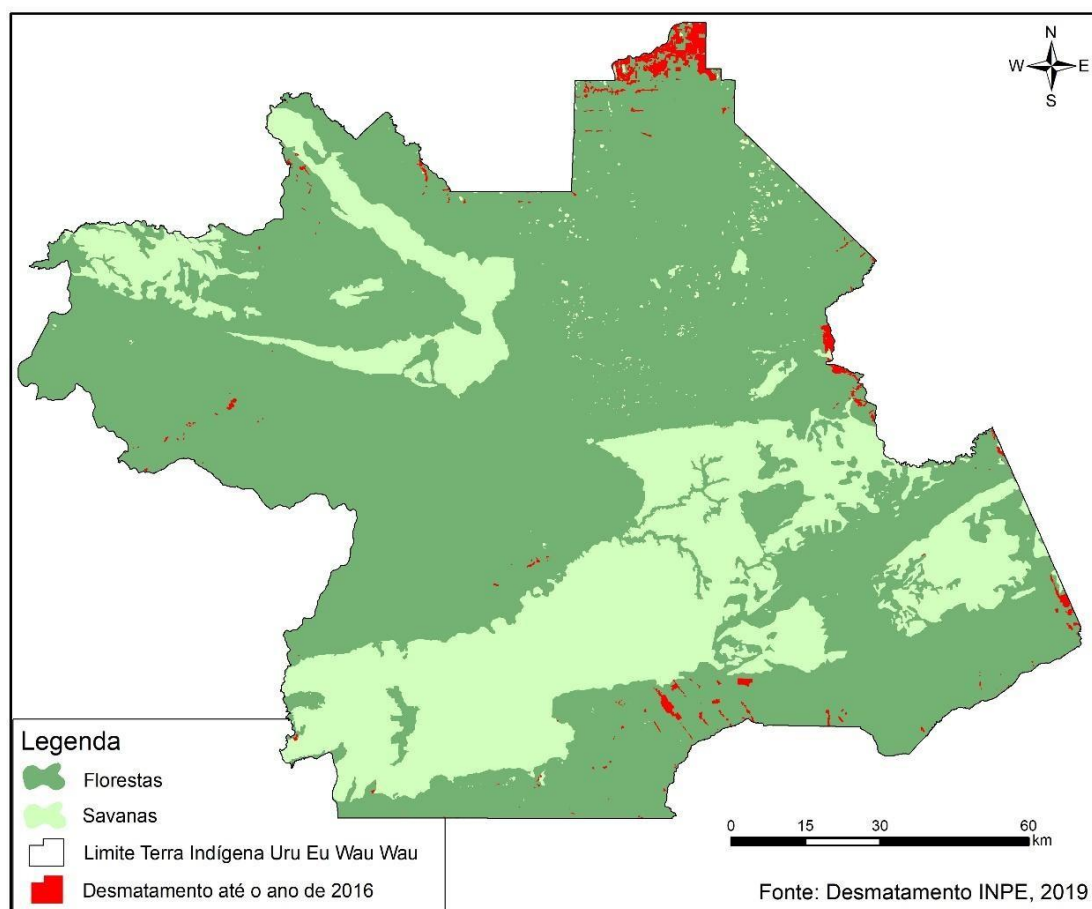 N
W E
S
Legenda
Florestas
Savanas
Limite Terra Indígena Uru Eu Wau Wau
Desmatamento até o ano de 2016
0 15 30 60
km
Fonte: Desmatamento INPE, 2019